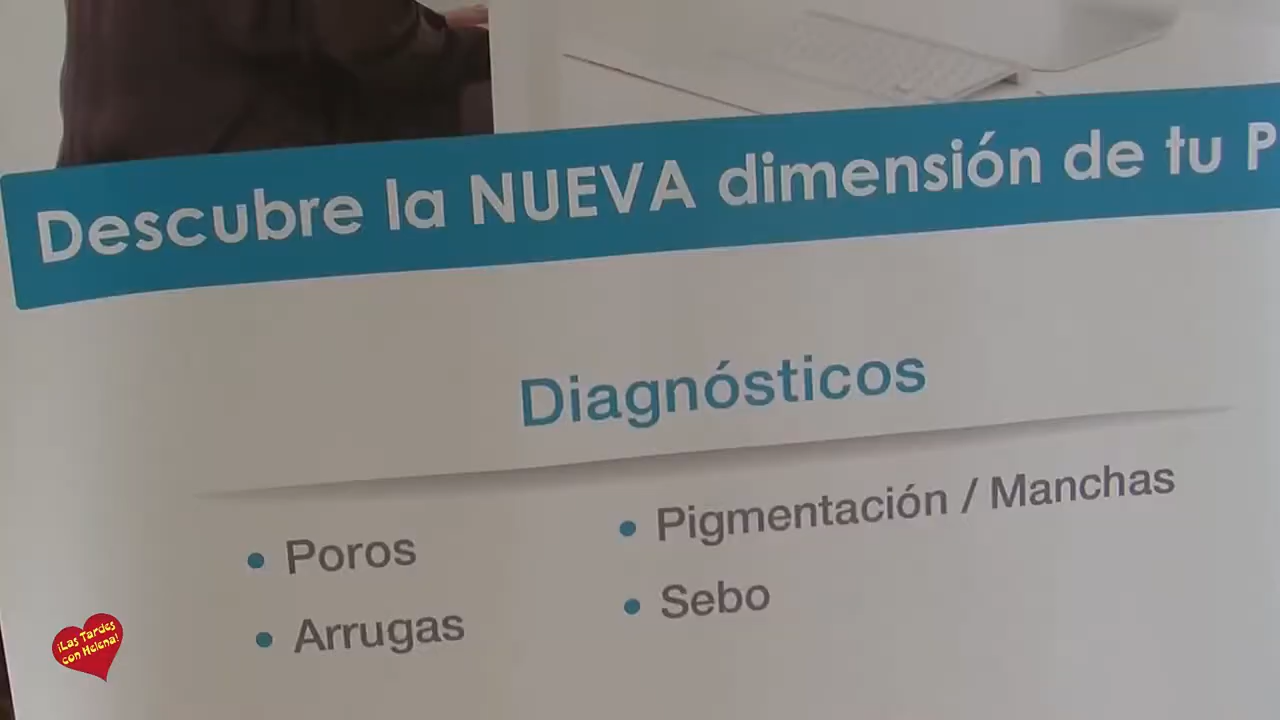 Descubre la NUEVA dimensión de tu P
Diagnósticos
• Poros
• Pigmentación / Manchas
• Arrugas
• Sebo
¡Las Tardes
con Helena!